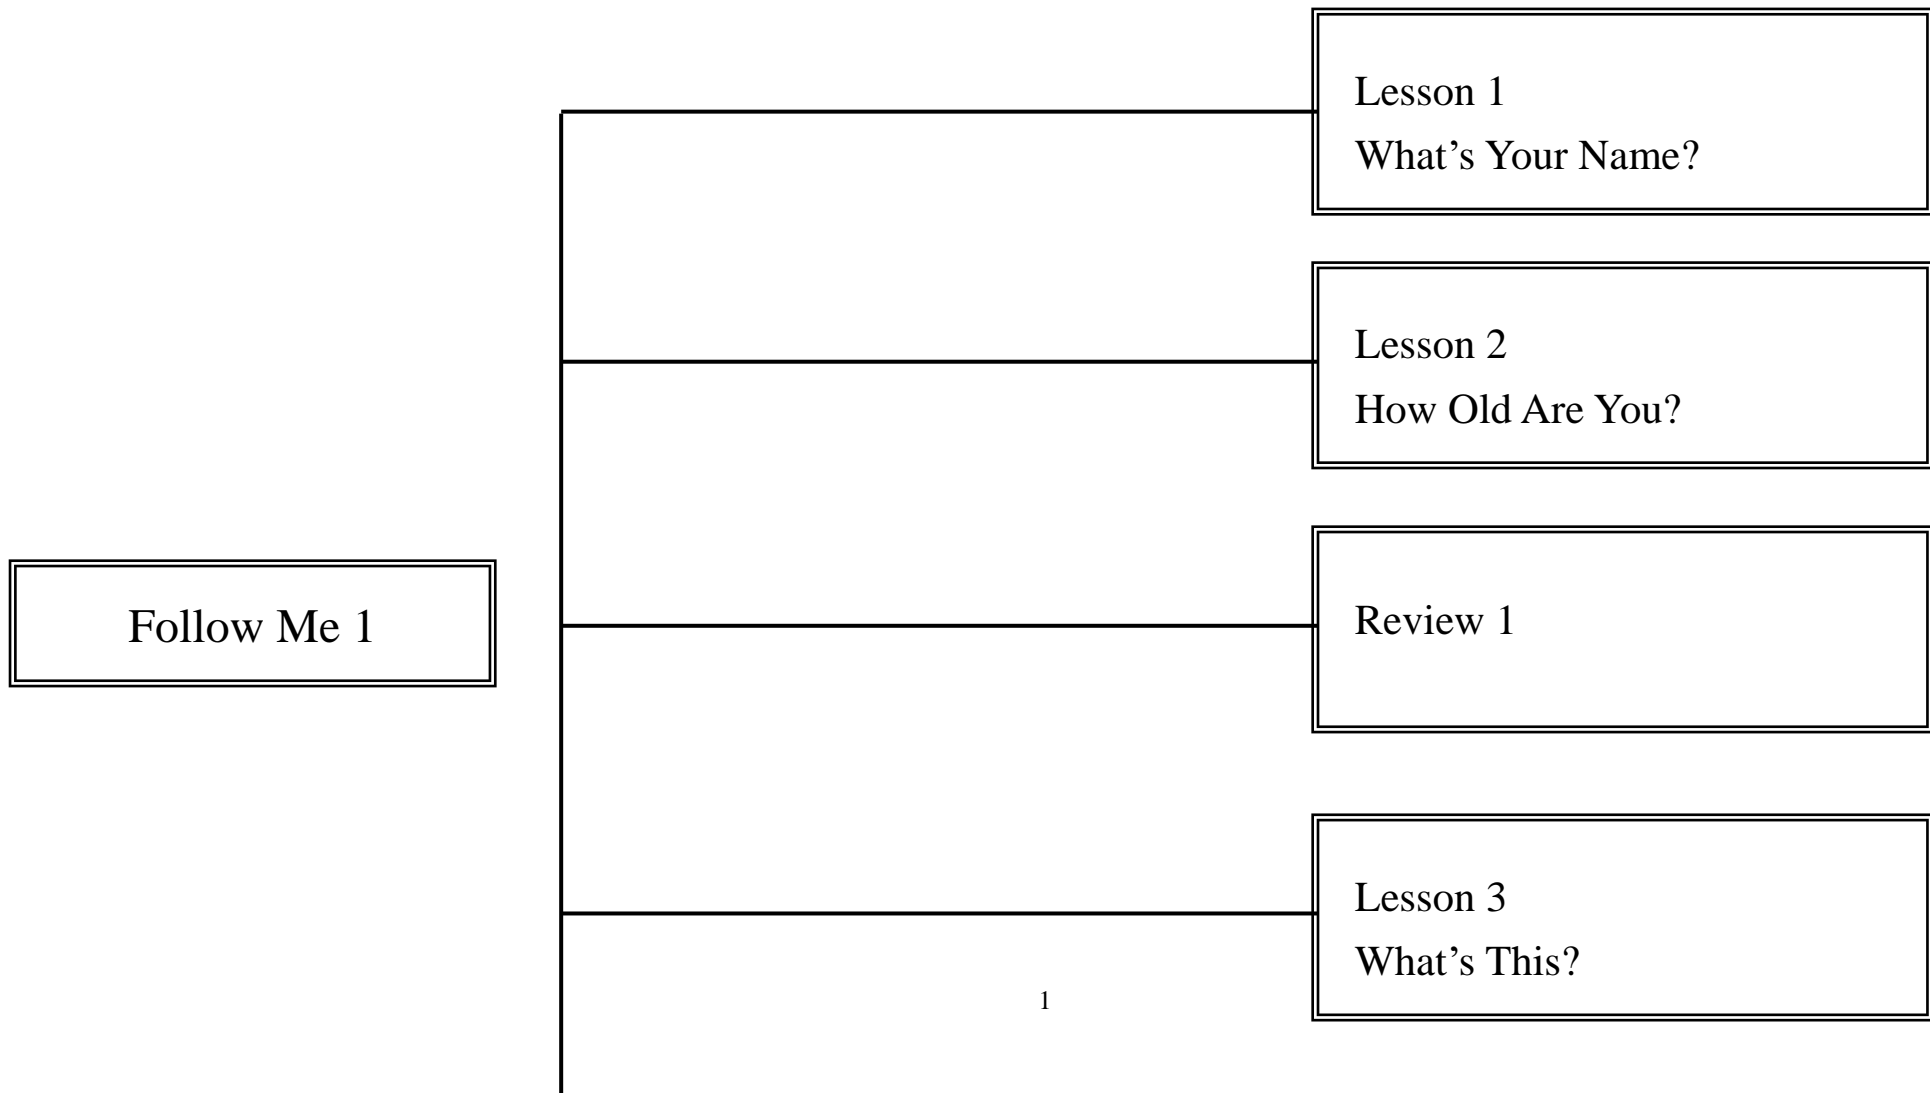 Lesson 1
What’s Your Name?
Lesson 2
How Old Are You?
Follow Me 1
Review 1
Lesson 3
What’s This?
1